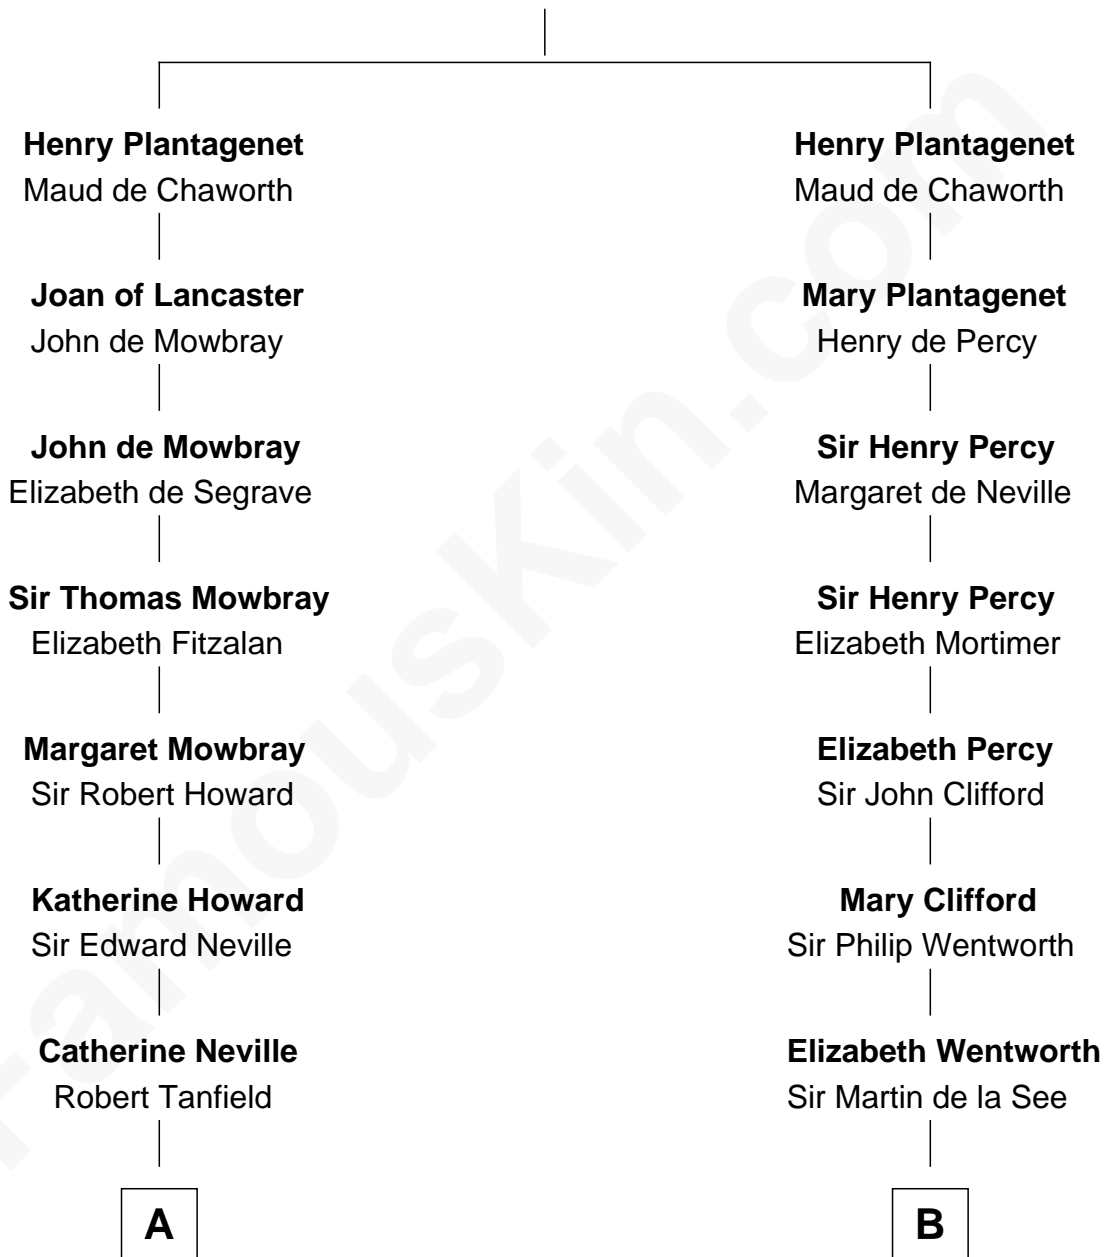 Henry Plantagenet
Maud de Chaworth
Joan of Lancaster
John de Mowbray
John de Mowbray
Elizabeth de Segrave
Sir Thomas Mowbray
Elizabeth Fitzalan
Margaret Mowbray
Sir Robert Howard
Katherine Howard
Sir Edward Neville
Catherine Neville
Robert Tanfield
A
Henry Plantagenet
Maud de Chaworth
Mary Plantagenet
Henry de Percy
Sir Henry Percy
Margaret de Neville
Sir Henry Percy
Elizabeth Mortimer
Elizabeth Percy
Sir John Clifford
Mary Clifford
Sir Philip Wentworth
Elizabeth Wentworth
Sir Martin de la See
B
FamousKin.com